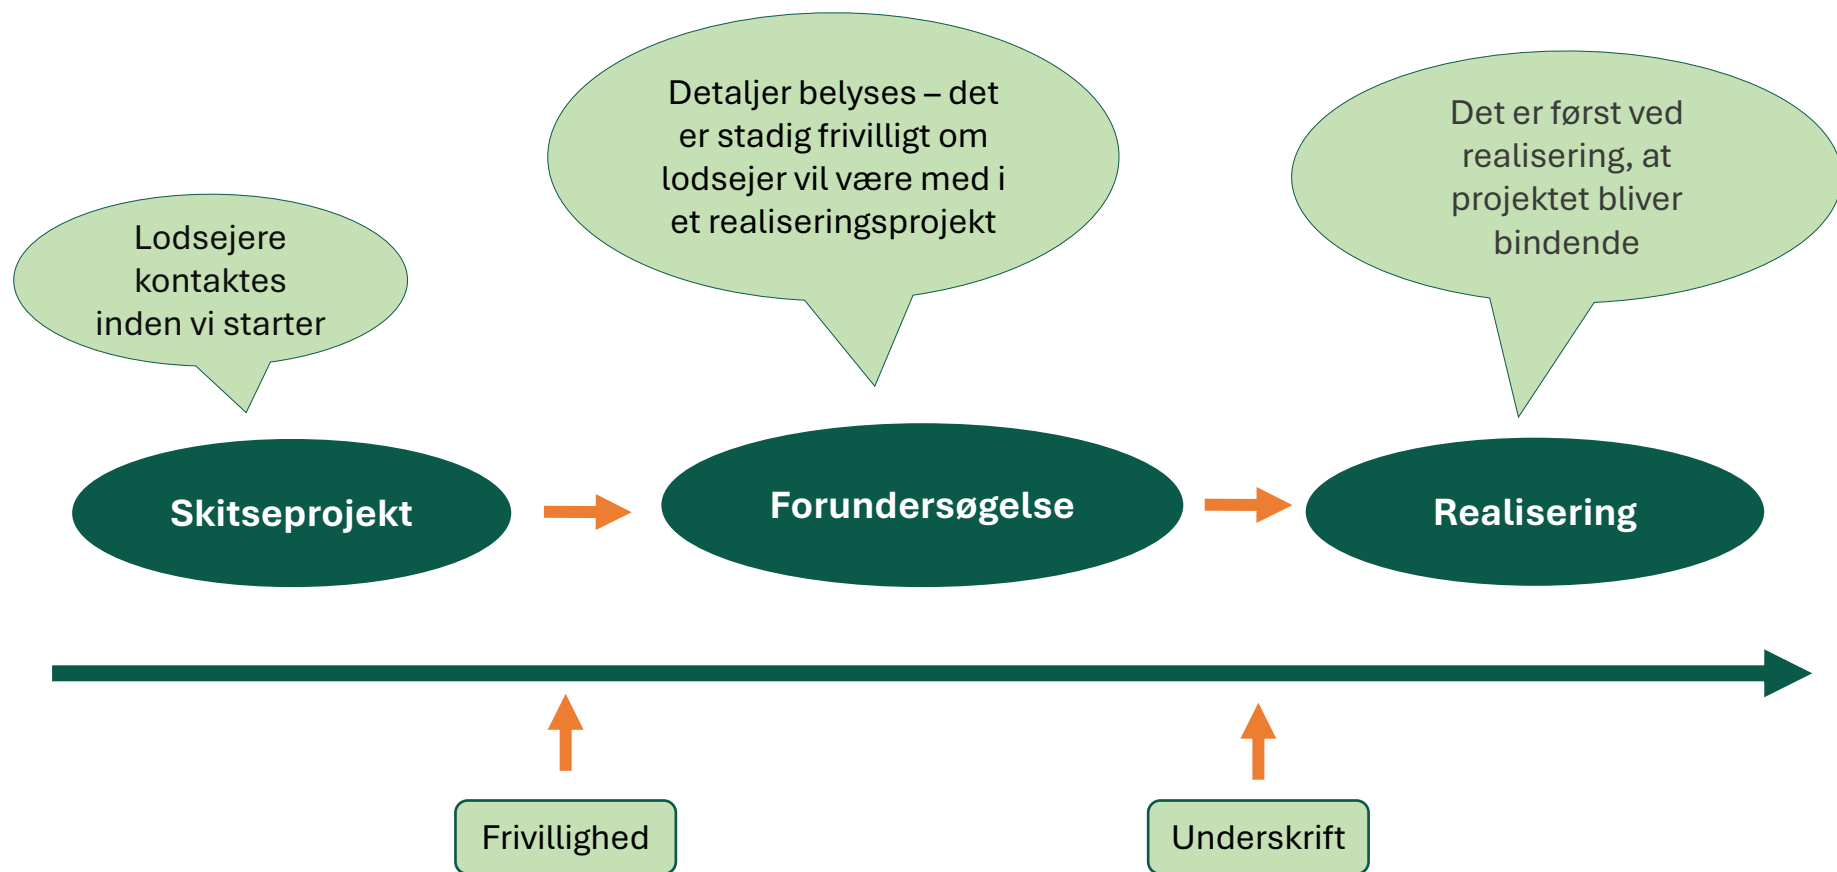 Lodsejere
kontaktes
inden vi starter
Detaljer belyses – det
er stadig frivilligt om
lodsejer vil være med i
et realiseringsprojekt
Det er først ved
realisering, at
projektet bliver
bindende
Skitseprojekt
Forundersøgelse
Realisering
Frivillighed
Underskrift